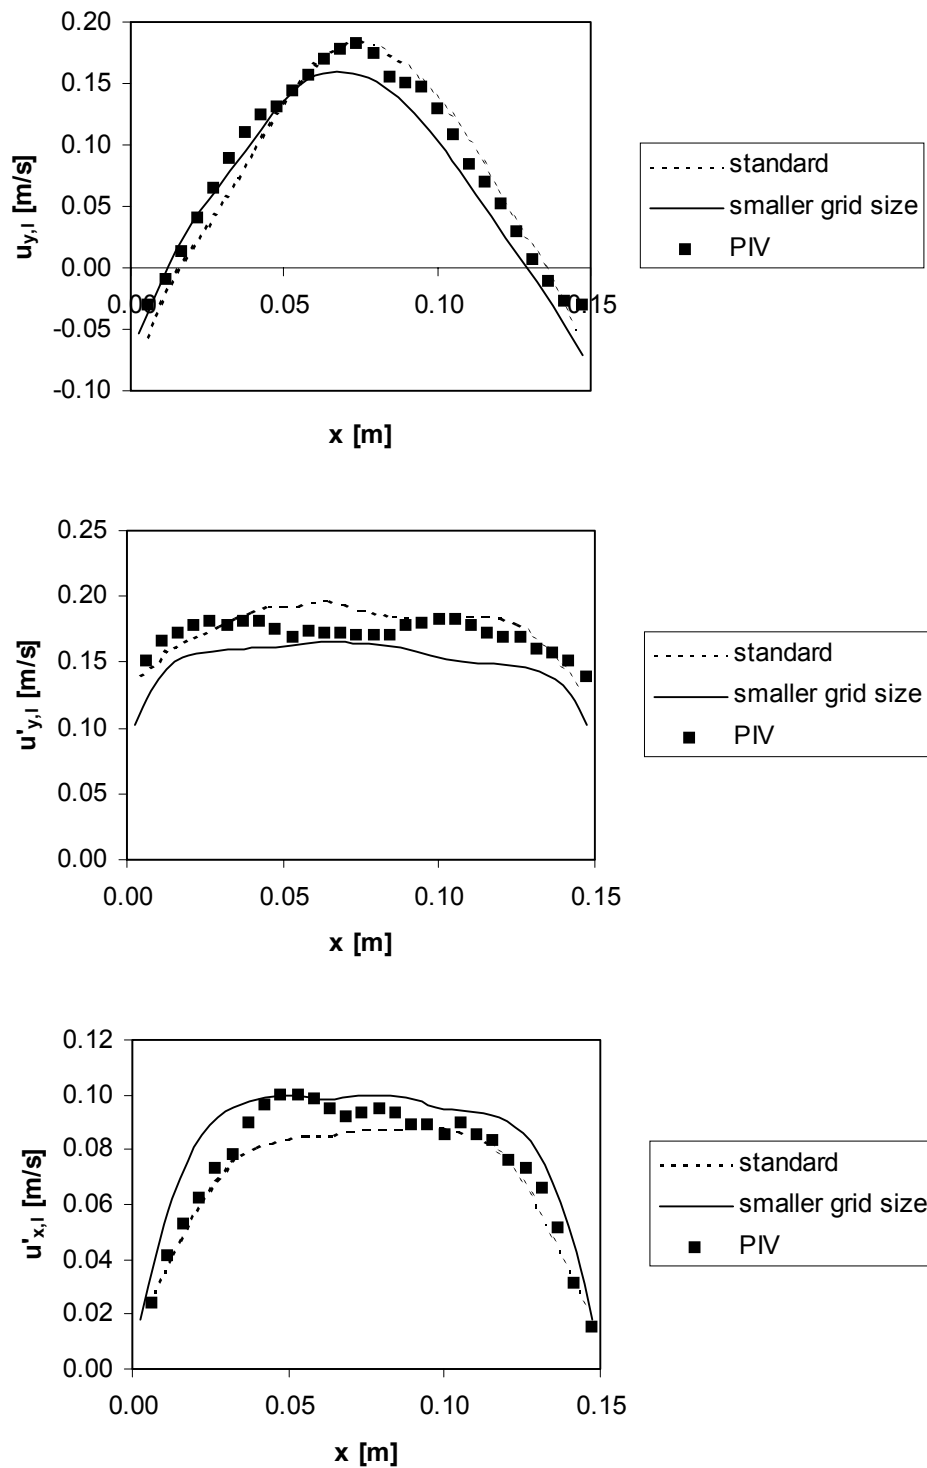 0.20
0.15
0.10
0.05
0.00
-0.05
-0.10
0.00
0.05
0.10
0.15
u_y,l [m/s]
x [m]
standard
smaller grid size
PIV
0.25
0.20
0.15
0.10
0.05
0.00
0.00
0.05
0.10
0.15
u'_y,l [m/s]
x [m]
standard
smaller grid size
PIV
0.12
0.10
0.08
0.06
0.04
0.02
0.00
0.00
0.05
0.10
0.15
u'_x,l [m/s]
x [m]
standard
smaller grid size
PIV